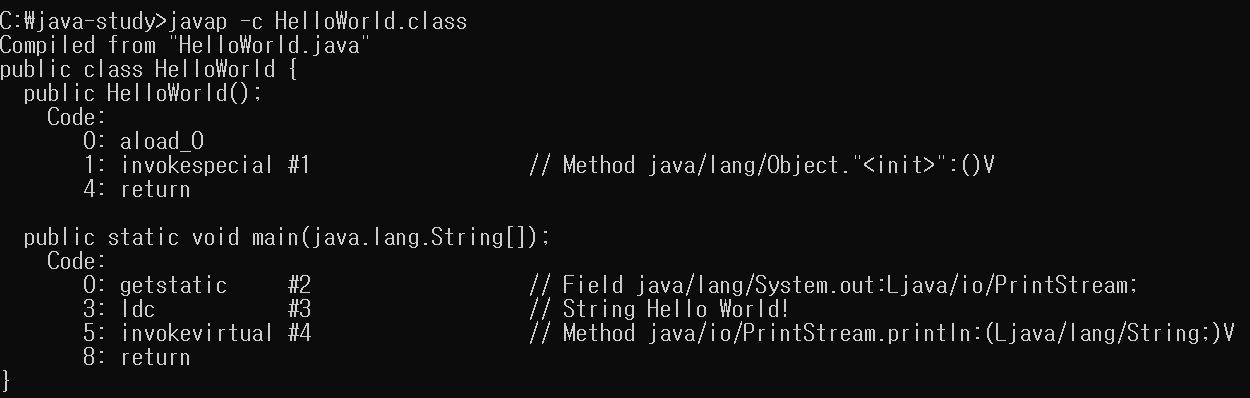 C:\java-study>javap -c HelloWorld.class
Compiled from "HelloWorld.java"
public class HelloWorld {
  public HelloWorld();
    Code:
       0: aload_0
       1: invokespecial #1                  // Method java/lang/Object."<init>":()V
       4: return

  public static void main(java.lang.String[]);
    Code:
       0: getstatic     #2                  // Field java/lang/System.out:Ljava/io/PrintStream;
       3: ldc           #3                  // String Hello World!
       5: invokevirtual #4                  // Method java/io/PrintStream.println:(Ljava/lang/String;)V
       8: return
}